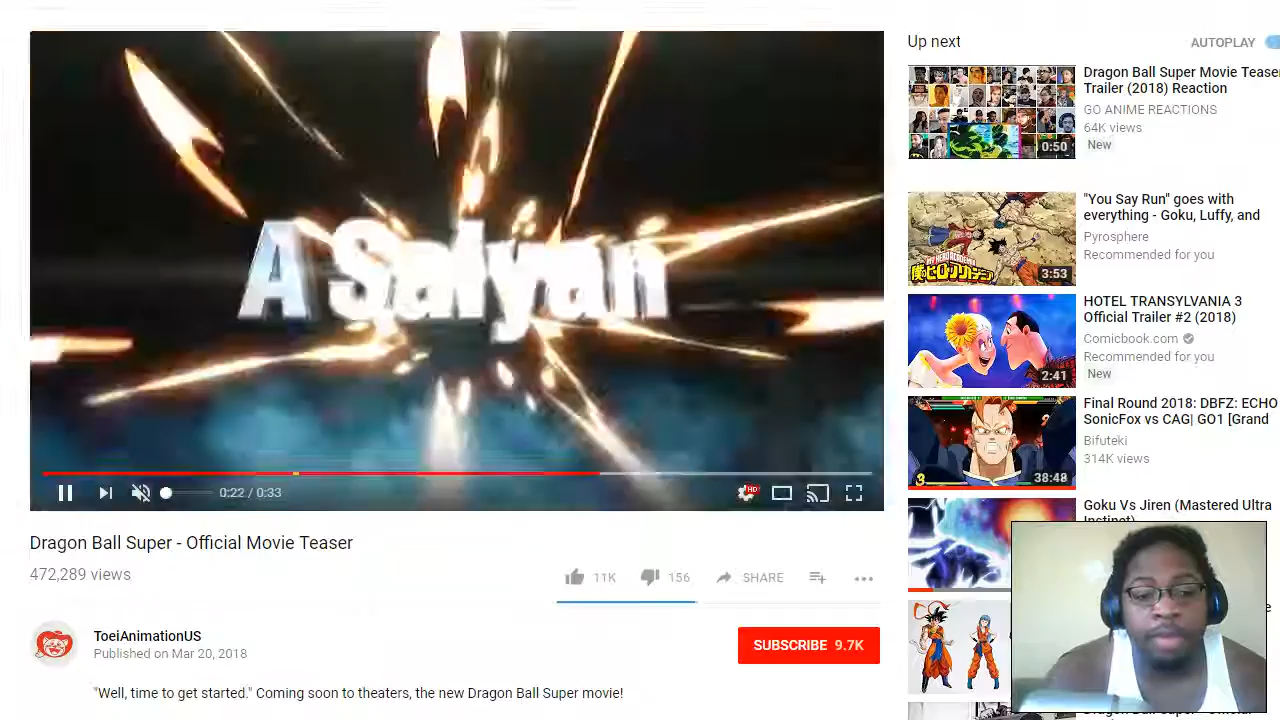 Up next
AUTOPLAY
A Saiyan
Dragon Ball Super Movie Teaser
Trailer (2018) Reaction
GO ANIME REACTIONS
64K views
New
0:50
"You Say Run" goes with
everything - Goku, Luffy, and
Pyrosphere
Recommended for you
3:53
HOTEL TRANSYLVANIA 3
Official Trailer #2 (2018)
Comicbook.com
Recommended for you
New
2:41
Final Round 2018: DBFZ: ECHO
SonicFox vs CAG| GO1 [Grand
Bifuteki
314K views
38:48
Goku Vs Jiren (Mastered Ultra
Instinct)
0:22 / 0:33
HD
Dragon Ball Super - Official Movie Teaser
472,289 views
11K
156
SHARE
ToeiAnimationUS
Published on Mar 20, 2018
SUBSCRIBE 9.7K
"Well, time to get started." Coming soon to theaters, the new Dragon Ball Super movie!